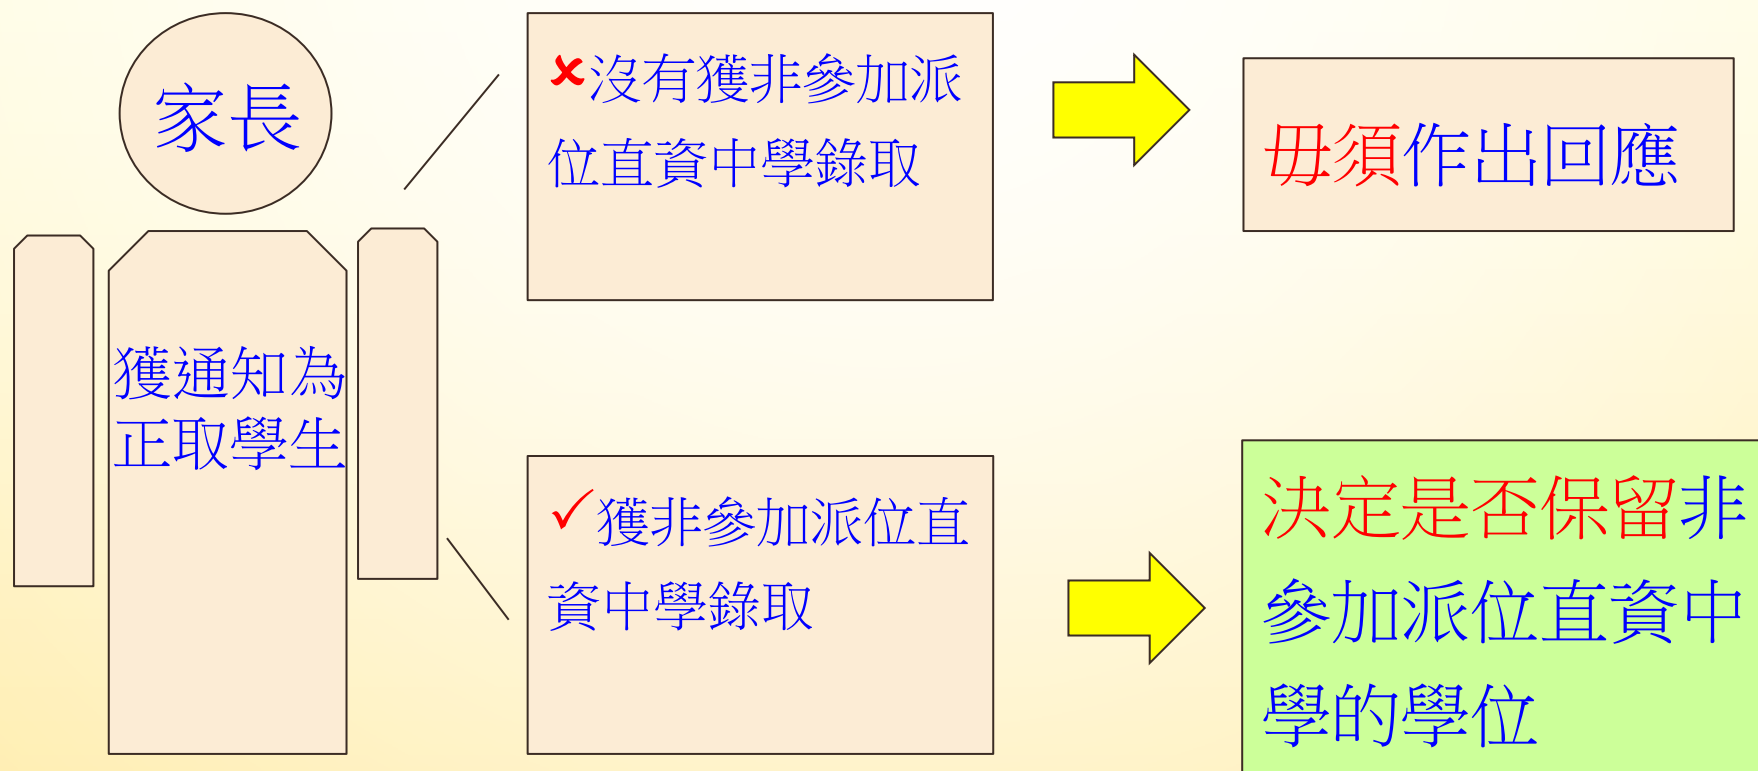 家長
獲通知為
正取學生
✘沒有獲非參加派
位直資中學錄取
毋須作出回應
✓獲非參加派位直
資中學錄取
決定是否保留非
參加派位直資中
學的學位